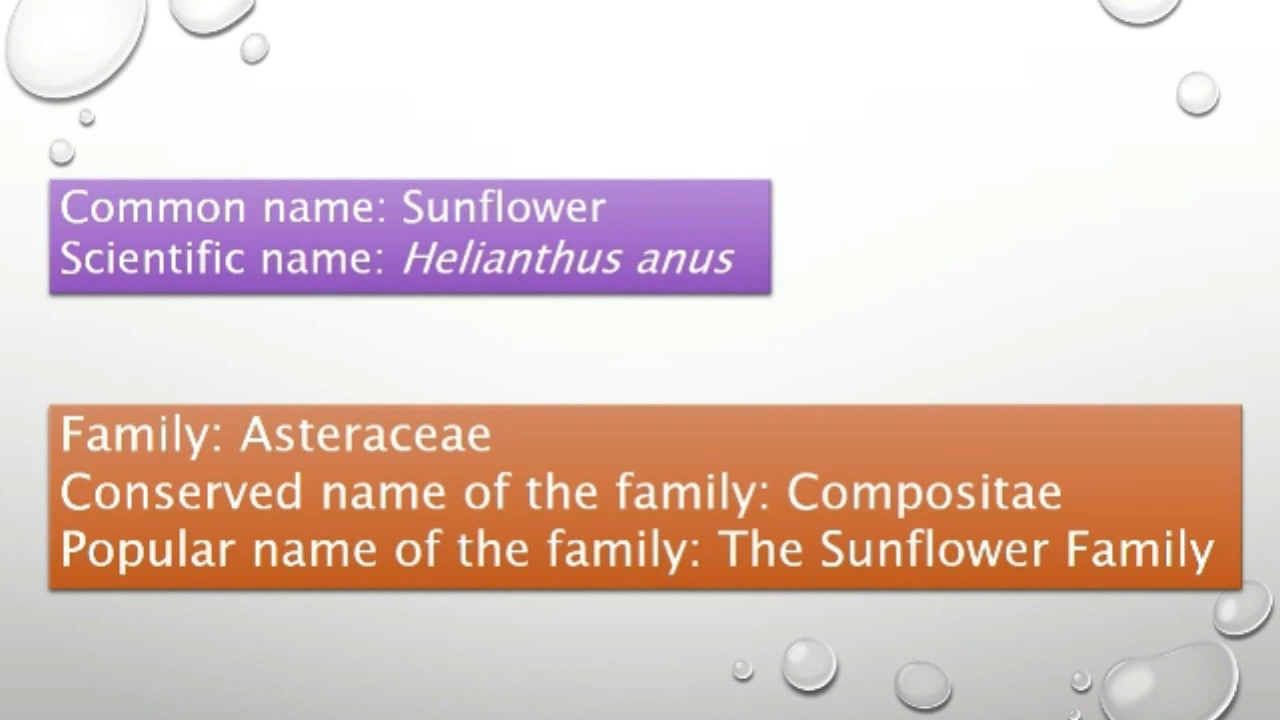 Common name: Sunflower
Scientific name: Helianthus anus
Family: Asteraceae
Conserved name of the family: Compositae
Popular name of the family: The Sunflower Family